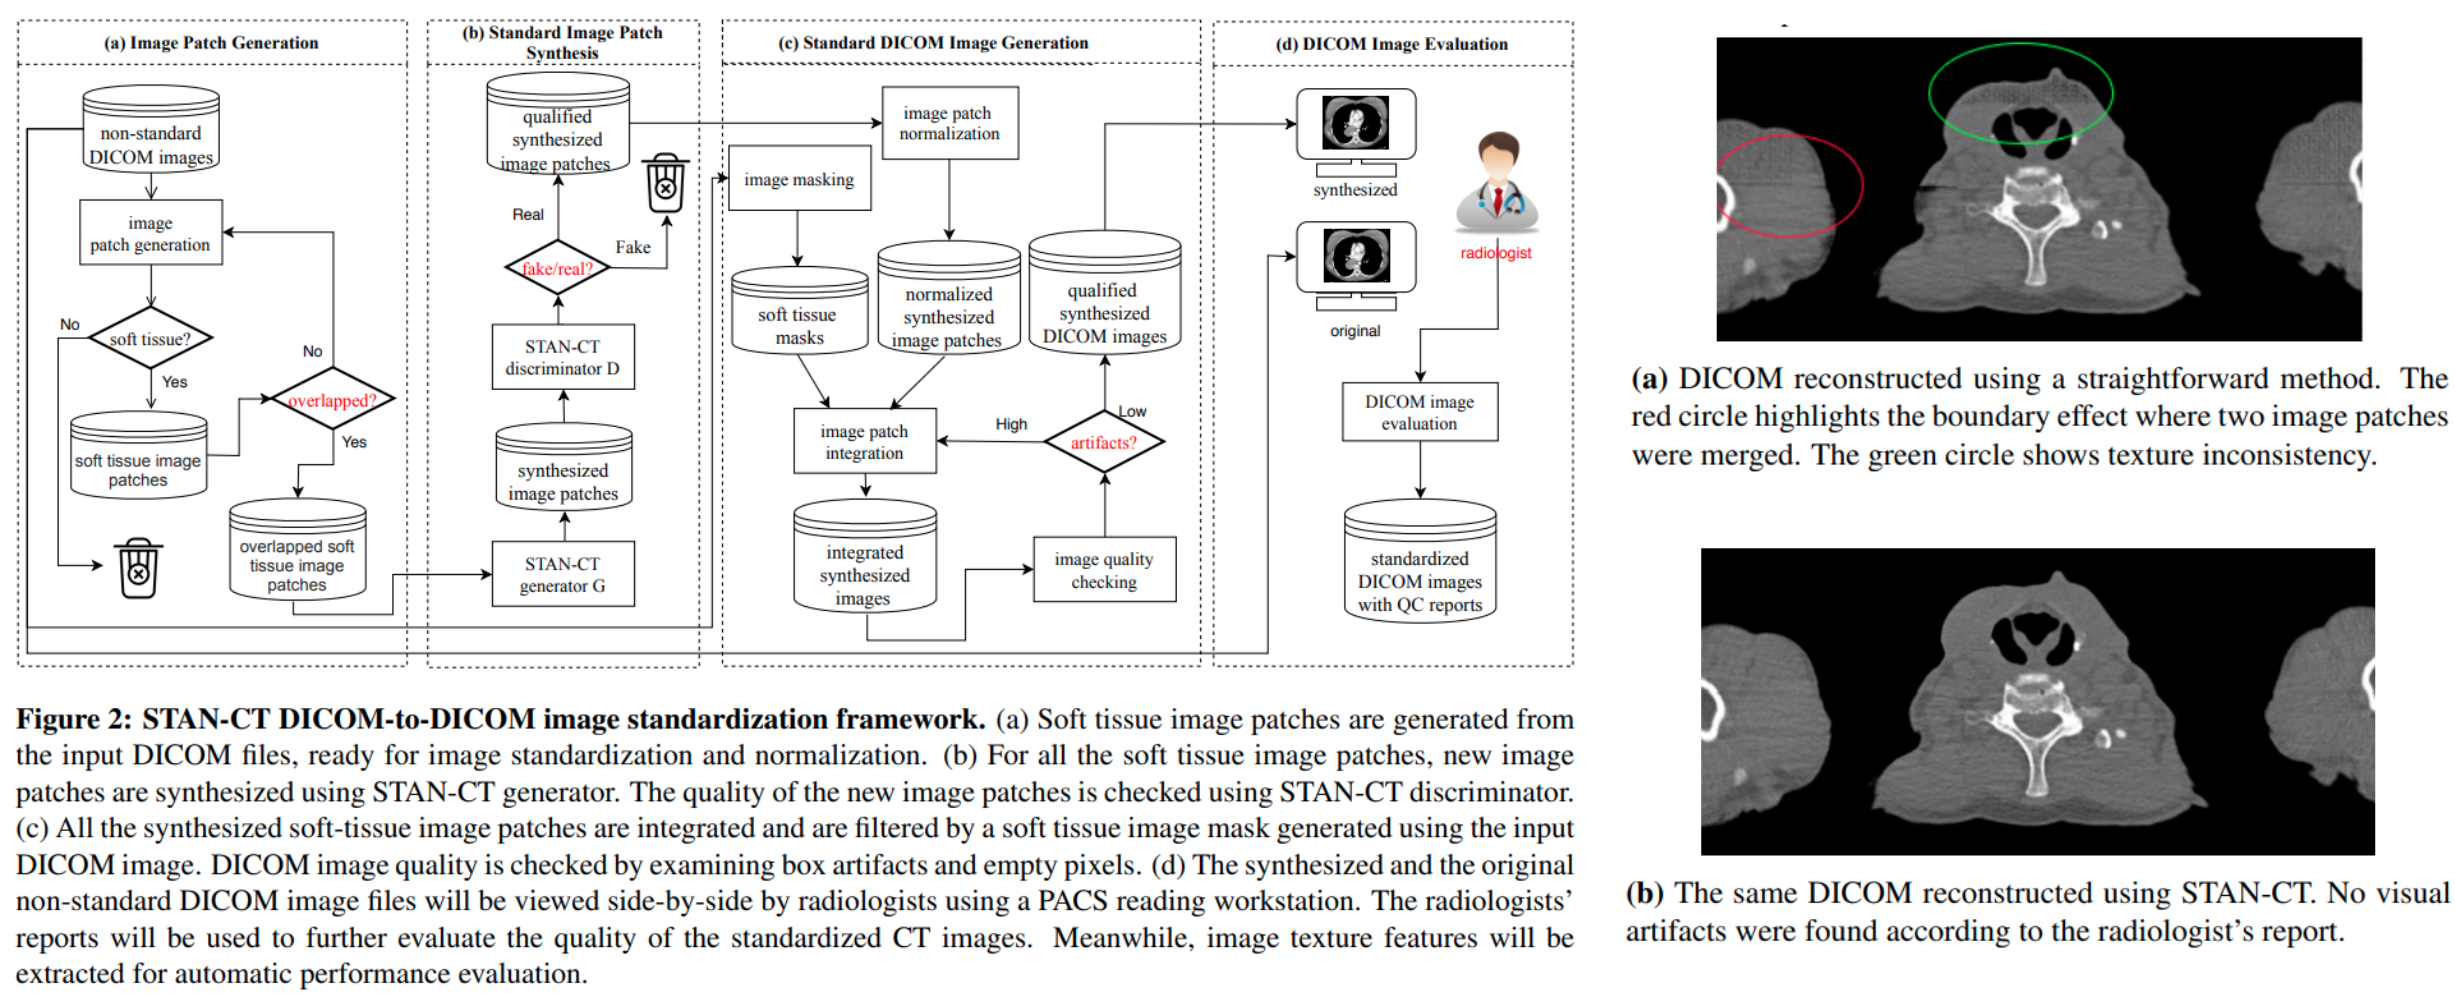 (a) Image Patch Generation
non-standard
DICOM images
image
patch generation
soft tissue?
No
Yes
soft tissue image
patches
overlapped?
No
Yes
overlapped soft
tissue image
patches
(b) Standard Image Patch
Synthesis
qualified
synthesized
image patches
Real
Fake
fake/real?
STAN-CT
discriminator D
synthesized
image patches
STAN-CT
generator G
(c) Standard DICOM Image Generation
image patch
normalization
image masking
soft tissue
masks
normalized
synthesized
image patches
qualified
synthesized
DICOM images
image patch
integration
High
Low
artifacts?
integrated
synthesized
images
image quality
checking
(d) DICOM Image Evaluation
synthesized
original
radiologist
DICOM image
evaluation
standardized
DICOM images
with QC reports
Figure 2: STAN-CT DICOM-to-DICOM image standardization framework. (a) Soft tissue image patches are generated from
the input DICOM files, ready for image standardization and normalization. (b) For all the soft tissue image patches, new image
patches are synthesized using STAN-CT generator. The quality of the new image patches is checked using STAN-CT discriminator.
(c) All the synthesized soft-tissue image patches are integrated and are filtered by a soft tissue image mask generated using the input
DICOM image. DICOM image quality is checked by examining box artifacts and empty pixels. (d) The synthesized and the original
non-standard DICOM image files will be viewed side-by-side by radiologists using a PACS reading workstation. The radiologists’
reports will be used to further evaluate the quality of the standardized CT images. Meanwhile, image texture features will be
extracted for automatic performance evaluation.
(a) DICOM reconstructed using a straightforward method. The
red circle highlights the boundary effect where two image patches
were merged. The green circle shows texture inconsistency.
(b) The same DICOM reconstructed using STAN-CT. No visual
artifacts were found according to the radiologist’s report.